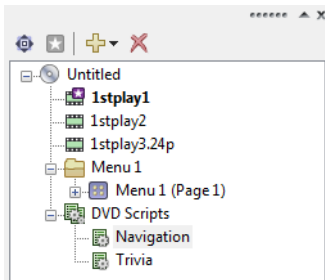 Untitled
1stplay1
1stplay2
1stplay3.24p
Menu 1
Menu 1 (Page 1)
DVD Scripts
Navigation
Trivia